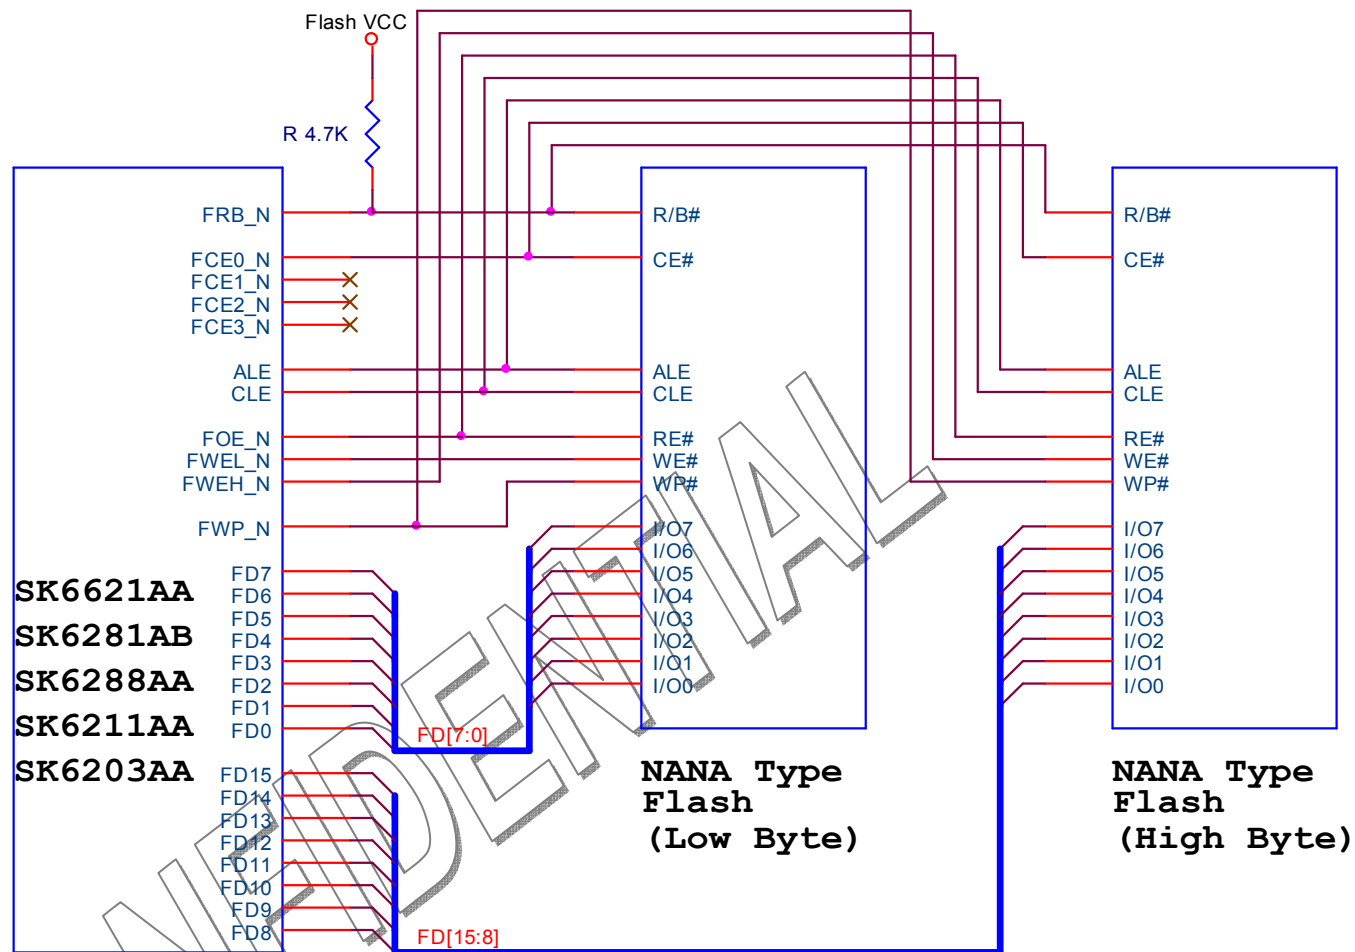 Flash VCC
R 4.7K
FRB_N
FCE0_N
FCE1_N
FCE2_N
FCE3_N
ALE
CLE
FOE_N
FWEL_N
FWEH_N
FWP_N
FD7
FD6
FD5
FD4
FD3
FD2
FD1
FD0
FD15
FD14
FD13
FD12
FD11
FD10
FD9
FD8
SK6621AA
SK6281AB
SK6288AA
SK6211AA
SK6203AA
FD[7:0]
FD[15:8]
R/B#
CE#
ALE
CLE
RE#
WE#
WP#
I/O7
I/O6
I/O5
I/O4
I/O3
I/O2
I/O1
I/O0
NANA Type
Flash
(Low Byte)
R/B#
CE#
ALE
CLE
RE#
WE#
WP#
I/O7
I/O6
I/O5
I/O4
I/O3
I/O2
I/O1
I/O0
NANA Type
Flash
(High Byte)
NFIDENTIAL